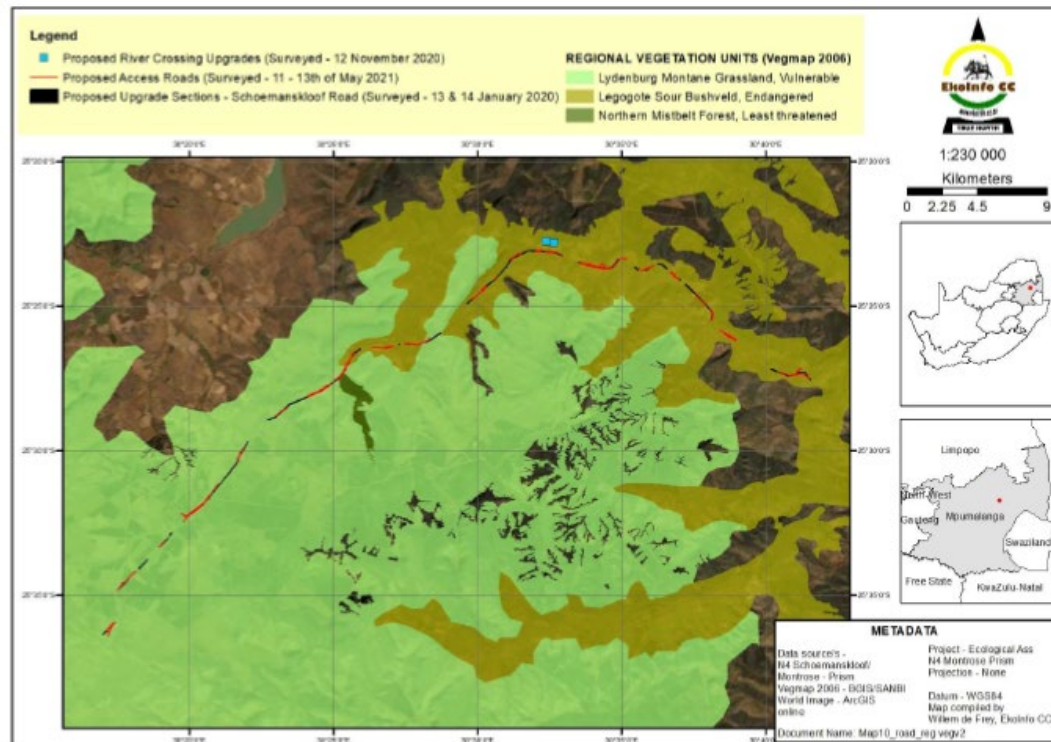 Legend
Proposed River Crossing Upgrades (Surveyed - 12 November 2020)
Proposed Access Roads (Surveyed - 11 - 13th of May 2021)
Proposed Upgrade Sections - Schoemanskloof Road (Surveyed - 13 & 14 January 2020)
REGIONAL VEGETATION UNITS (Vegmap 2006)
Lydenburg Montane Grassland, Vulnerable
Legogote Sour Bushveld, Endangered
Northern Mistbelt Forest, Least threatened
EkoInfo CC
1:230 000
Kilometers
0 2.25 4.5 9
Limpopo
North-West
Mpumalanga
Gauteng
Swaziland
Free State
KwaZulu-Natal
METADATA
Data source's -
N4 Schoemanskloof/
Montrose - Prism
Vegmap 2006 - BGIS/SANBI
World Image - ArcGIS
online
Project - Ecological Ass
N4 Montrose Prism
Projection - None
Datum - WGS84
Map compiled by
Willem de Frey, EkoInfo CC
Document Name: Map10_road_reg vegv2